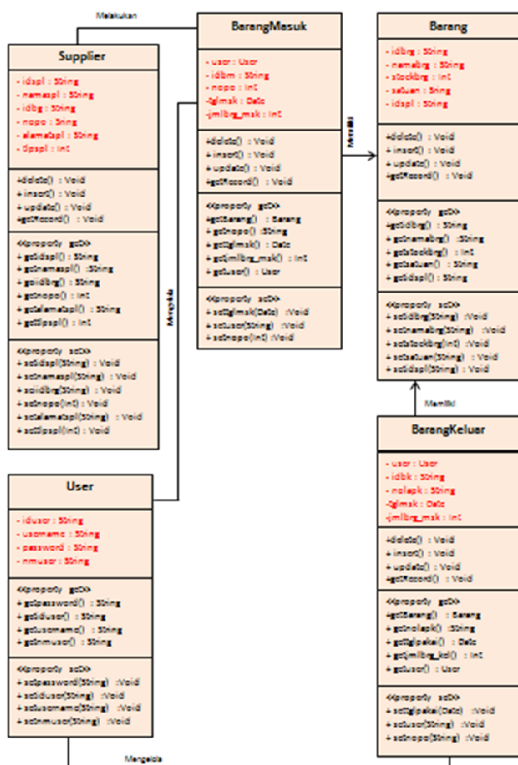 Melakukan
Supplier
- idspl : String
- namaspl : String
- idbg : String
- nopo : String
- alamatspl : String
- tlpspl : Int
+delete() : Void
+ insert() : Void
+ update() : Void
+getRecord() : Void
<<property get>>
+ getidspl() : String
+ getnamaspl() : String
+ getnopo() : Int
+ getalamatspl() : String
+ gettlpspl() : Int
<<property set>>
+ setidspl(String) : Void
+ setnamaspl(String) : Void
+ setnopo(Int) : Void
+ setalamatspl(String) : Void
+ settlpspl(Int) : Void
BarangMasuk
- user : User
- idbm : String
- nopo : Int
-tglmsk : Date
-jmlbrg_msk : Int
+delete() : Void
+ insert() : Void
+ update() : Void
+getRecord() : Void
<<property get>>
+getBarang() : Barang
+ getnopo() : String
+ gettglmsk() : Date
+ getjmlbrg_msk() : Int
+ getuser() : User
<<property set>>
+ settglmsk(Date) :Void
+ setuser(String) : Void
+ setnopo(Int) :Void
Memiliki
Mengelola
Barang
- idbrg : String
- namabrg : String
- stockbrg : Int
- satuan : String
- idspl : String
+delete() : Void
+ insert() : Void
+ update() : Void
+getRecord() : Void
<<property get>>
+getidbrg() : String
+ getnamabrg() :String
+ getstockbrg() : Int
+ getsatuan() : String
+ getidspl() : String
<<property set>>
+ setidbrg(String) :Void
+ setnamabrg(String) :Void
+ setstockbrg(Int) : Void
+ setsatuan(String) : Void
+ setidspl(String) : Void
Memiliki
User
- iduser : String
- username : String
- password : String
- nmuser : String
<<property get>>
+ getpassword() : String
+ getiduser() : String
+ getusername() : String
+ getnmuser() : String
<<property set>>
+ setpassword(String) :Void
+ setiduser(String) : Void
+ setusername(String) : Void
+ setnmuser(String) :Void
Mengelola
BarangKeluar
- user : User
- idbk : String
- nolapk : String
-tglmsk : Date
-jmlbrg_msk : Int
+delete() : Void
+ insert() : Void
+ update() : Void
+getRecord() : Void
<<property get>>
+getBarang() : Barang
+ getnolapk() : String
+ gettglpakai() : Date
+ getjmlbrg_kel() : Int
+ getuser() : User
<<property set>>
+ settglpakai(Date) :Void
+ setuser(String) : Void
+ setnopo(String) : Void